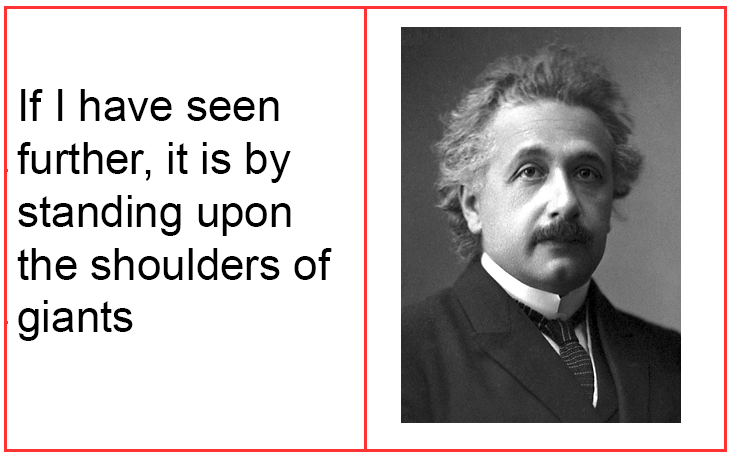 If I have seen
further, it is by
standing upon
the shoulders of
giants